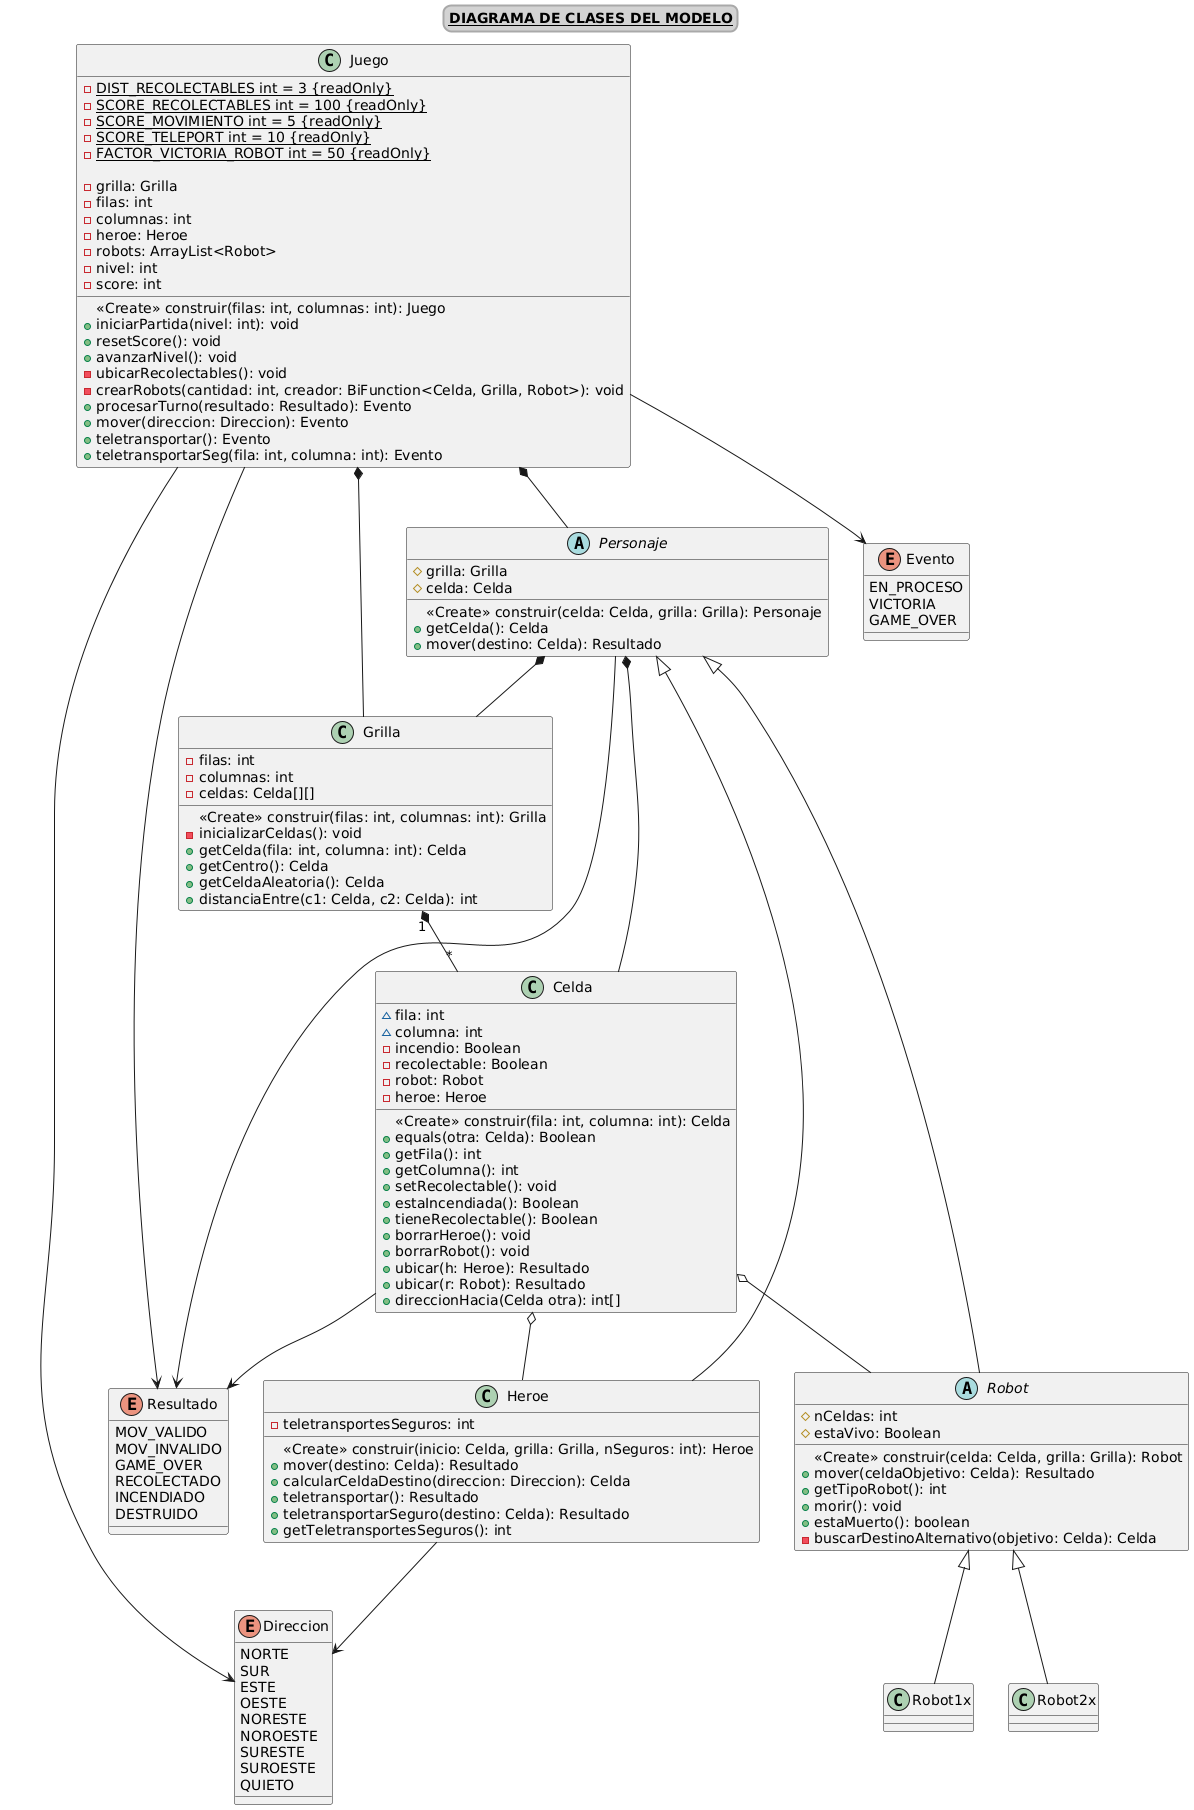 DIAGRAMA DE CLASES DEL MODELO
C Juego
DIST_RECOLECTABLES int = 3 {readOnly}
SCORE_RECOLECTABLES int = 100 {readOnly}
SCORE_MOVIMIENTO int = 5 {readOnly}
SCORE_TELEPORT int = 10 {readOnly}
FACTOR_VICTORIA_ROBOT int = 50 {readOnly}
grilla: Grilla
filas: int
columnas: int
heroe: Heroe
robots: ArrayList<Robot>
nivel: int
score: int
«Create» construir(filas: int, columnas: int): Juego
iniciarPartida(nivel: int): void
resetScore(): void
avanzarNivel(): void
ubicarRecolectables(): void
crearRobots(cantidad: int, creador: BiFunction<Celda, Grilla, Robot>): void
procesarTurno(resultado: Resultado): Evento
mover(direccion: Direccion): Evento
teletransportar(): Evento
teletransportarSeg(fila: int, columna: int): Evento
A Personaje
grilla: Grilla
celda: Celda
«Create» construir(celda: Celda, grilla: Grilla): Personaje
getCelda(): Celda
mover(destino: Celda): Resultado
E Evento
EN_PROCESO
VICTORIA
GAME_OVER
C Grilla
filas: int
columnas: int
celdas: Celda[][]
«Create» construir(filas: int, columnas: int): Grilla
inicializarCeldas(): void
getCelda(fila: int, columna: int): Celda
getCentro(): Celda
getCeldaAleatoria(): Celda
distanciaEntre(c1: Celda, c2: Celda): int
1
*
C Celda
fila: int
columna: int
incendio: Boolean
recolectable: Boolean
robot: Robot
heroe: Heroe
«Create» construir(fila: int, columna: int): Celda
equals(otra: Celda): Boolean
getFila(): int
getColumna(): int
setRecolectable(): void
estaIncendiada(): Boolean
tieneRecolectable(): Boolean
borrarHeroe(): void
borrarRobot(): void
ubicar(h: Heroe): Resultado
ubicar(r: Robot): Resultado
direccionHacia(Celda otra): int[]
E Resultado
MOV_VALIDO
MOV_INVALIDO
GAME_OVER
RECOLECTADO
INCENDIADO
DESTRUIDO
C Heroe
teletransportesSeguros: int
«Create» construir(inicio: Celda, grilla: Grilla, nSeguros: int): Heroe
mover(destino: Celda): Resultado
calcularCeldaDestino(direccion: Direccion): Celda
teletransportar(): Resultado
teletransportarSeguro(destino: Celda): Resultado
getTeletransportesSeguros(): int
A Robot
nCeldas: int
estaVivo: Boolean
«Create» construir(celda: Celda, grilla: Grilla): Robot
mover(celdaObjetivo: Celda): Resultado
getTipoRobot(): int
morir(): void
estaMuerto(): boolean
buscarDestinoAlternativo(objetivo: Celda): Celda
E Direccion
NORTE
SUR
ESTE
OESTE
NORESTE
NOROESTE
SURESTE
SUROESTE
QUIETO
C Robot1x
C Robot2x